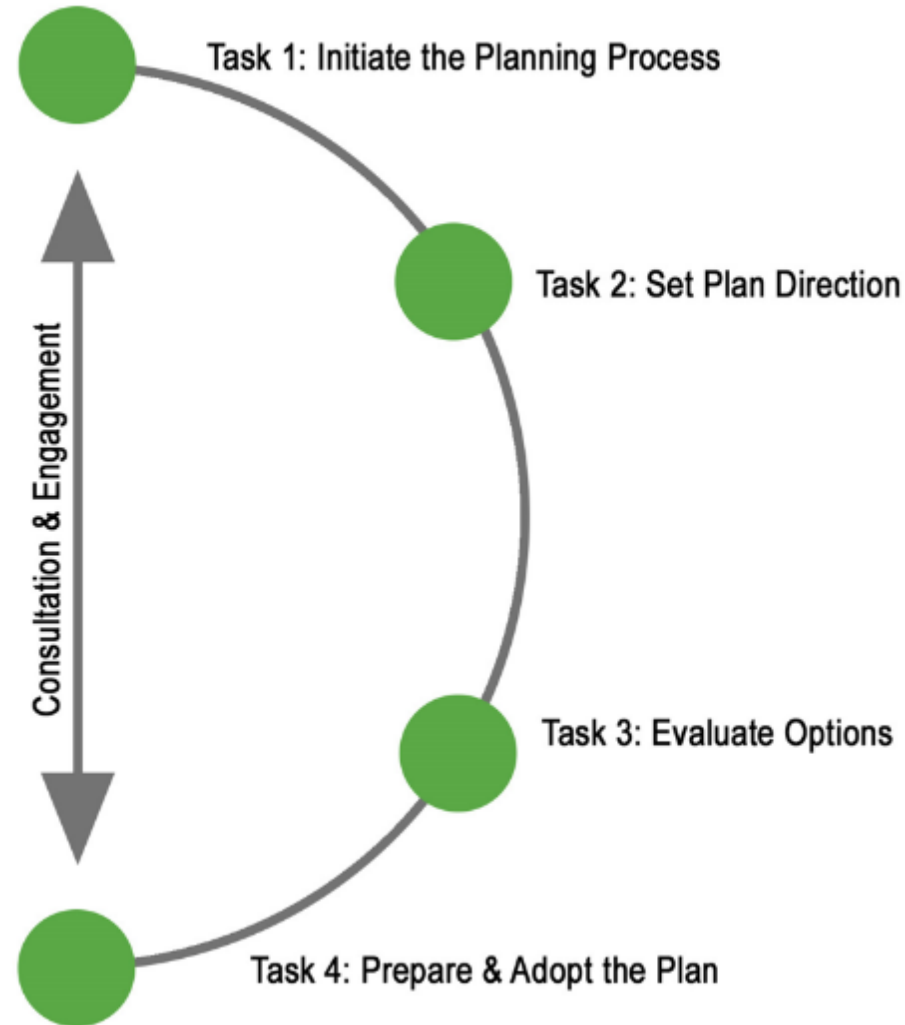 Task 1: Initiate the Planning Process
Task 2: Set Plan Direction
Consultation & Engagement
Task 3: Evaluate Options
Task 4: Prepare & Adopt the Plan